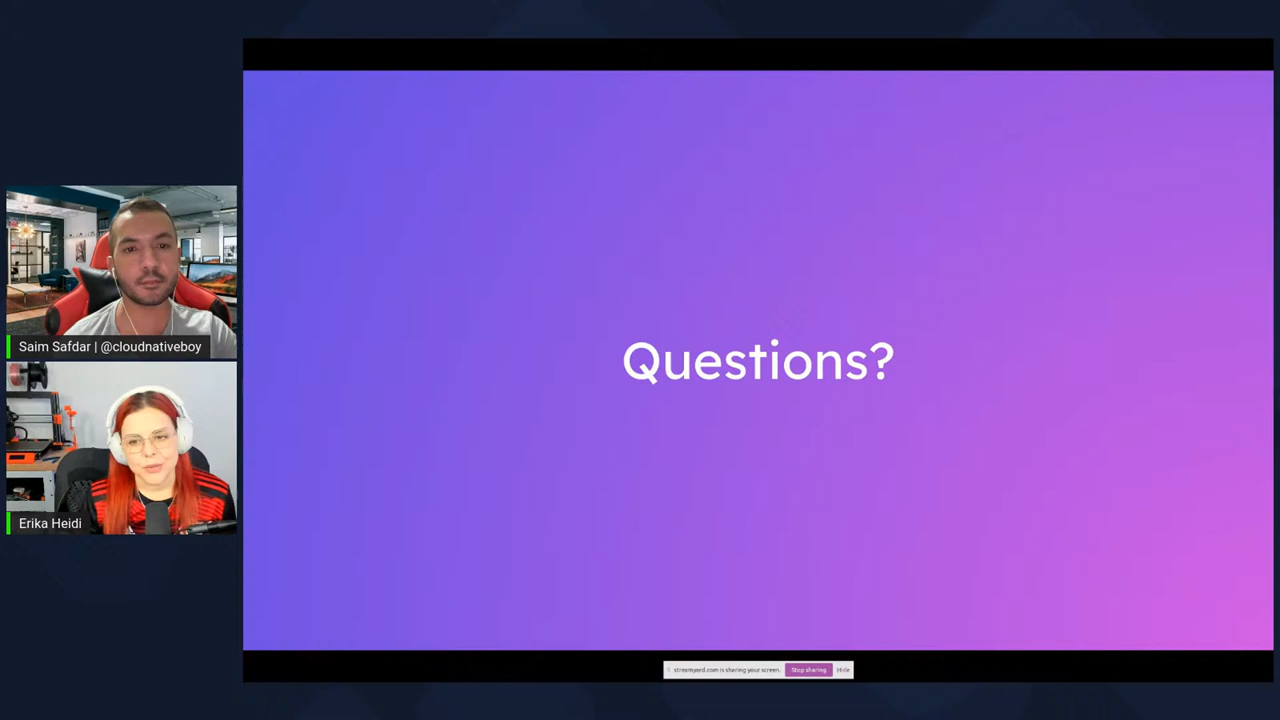 Saim Safdar | @cloudnativeboy
Erika Heidi
Questions?
streamyard.com is sharing your screen.
Stop sharing
Hide